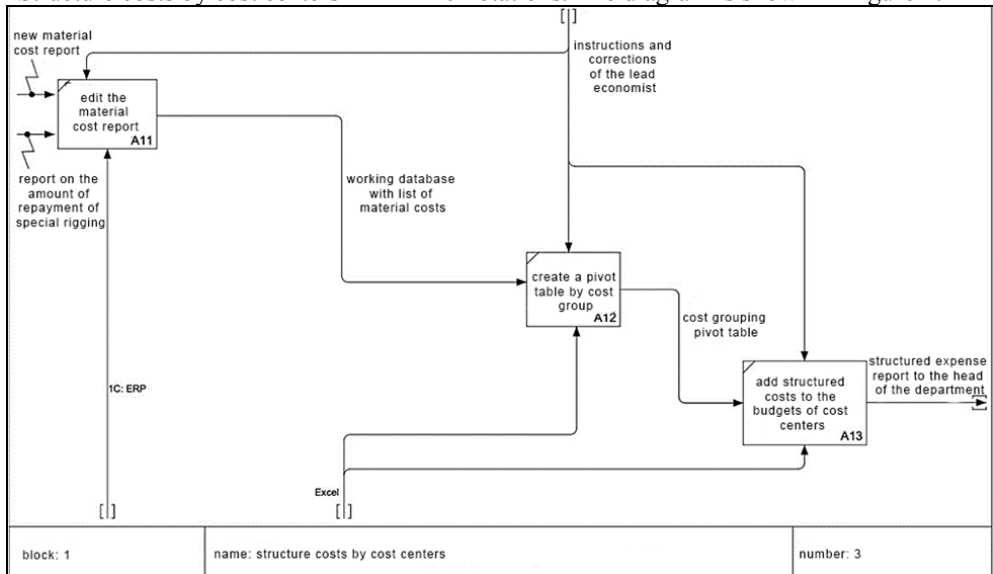 new material
cost report
instructions and
corrections
of the lead
economist
edit the
material
cost report
A11
report on the
amount of
repayment of
special rigging
working database
with list of
material costs
create a pivot
table by cost
group
A12
cost grouping
pivot table
structured expense
report to the head
of the department
add structured
costs to the
budgets of cost
centers
A13
1C: ERP
Excel
block: 1
name: structure costs by cost centers
number: 3